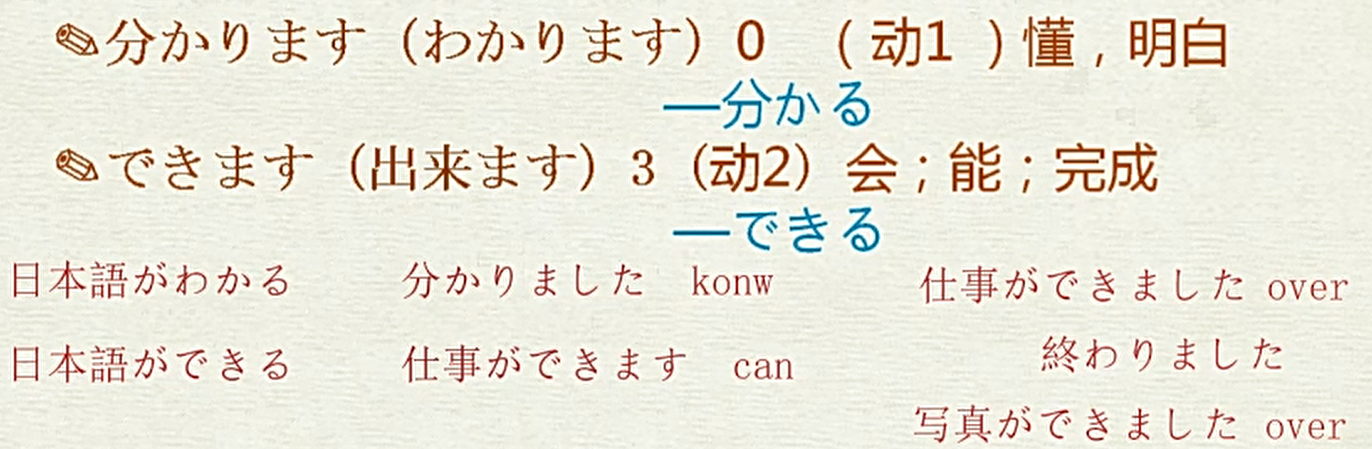 分かります（わかります）0 （动1）懂，明白
—分かる
できます（出来ます）3（动2）会；能；完成
—できる
日本語がわかる 分かりました konw 仕事ができました over
終わりました
日本語ができる 仕事ができます can
写真ができました over